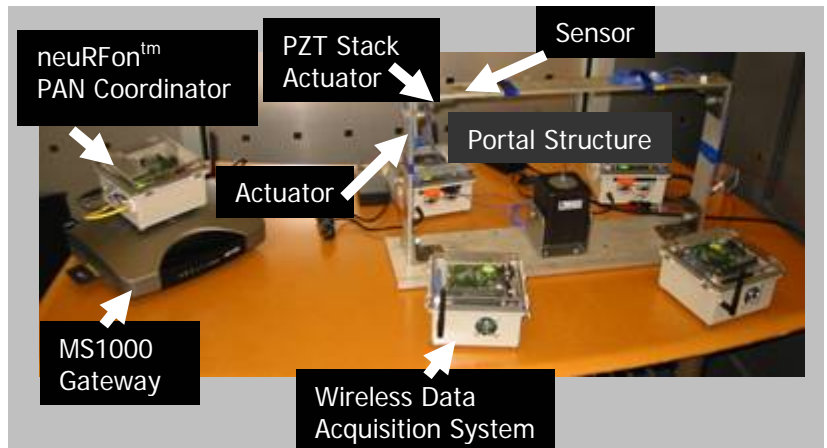 neuRFon™
PAN Coordinator
PZT Stack
Actuator
Sensor
Portal Structure
Actuator
MS1000
Gateway
Wireless Data
Acquisition System